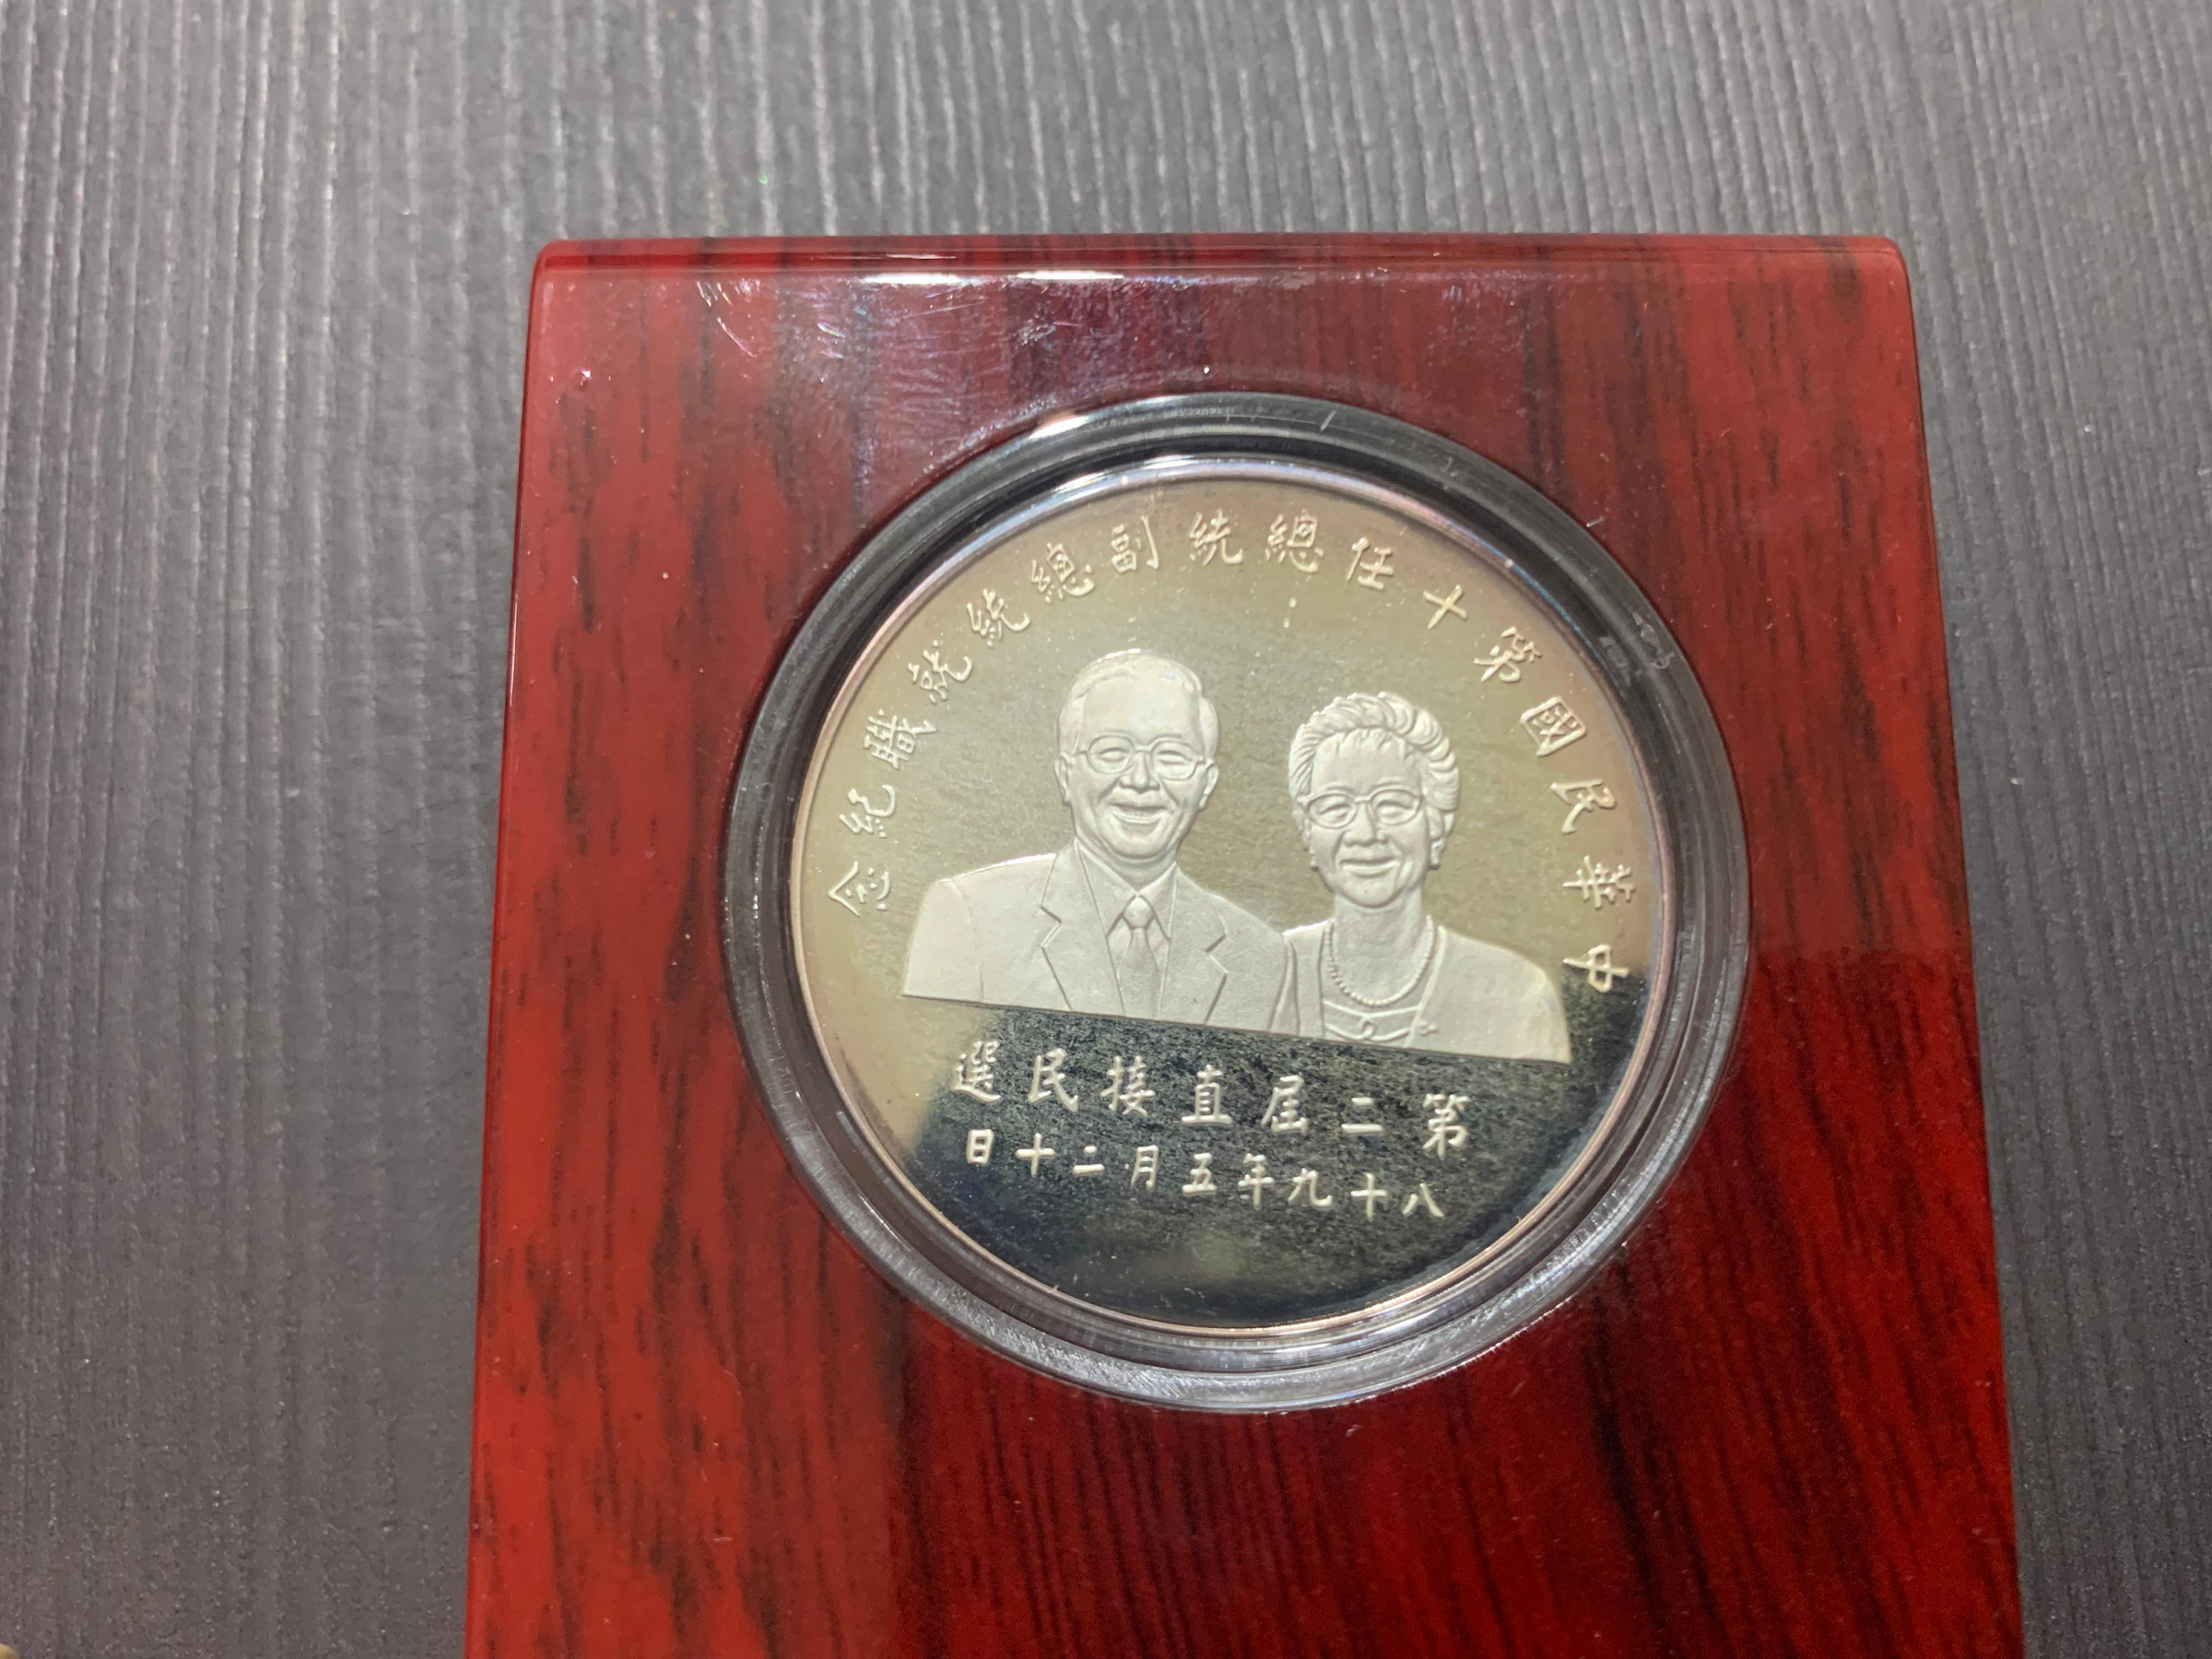 中華民國第十任總統副總統就職紀念
第二屆直接民選
八十九年五月二十日